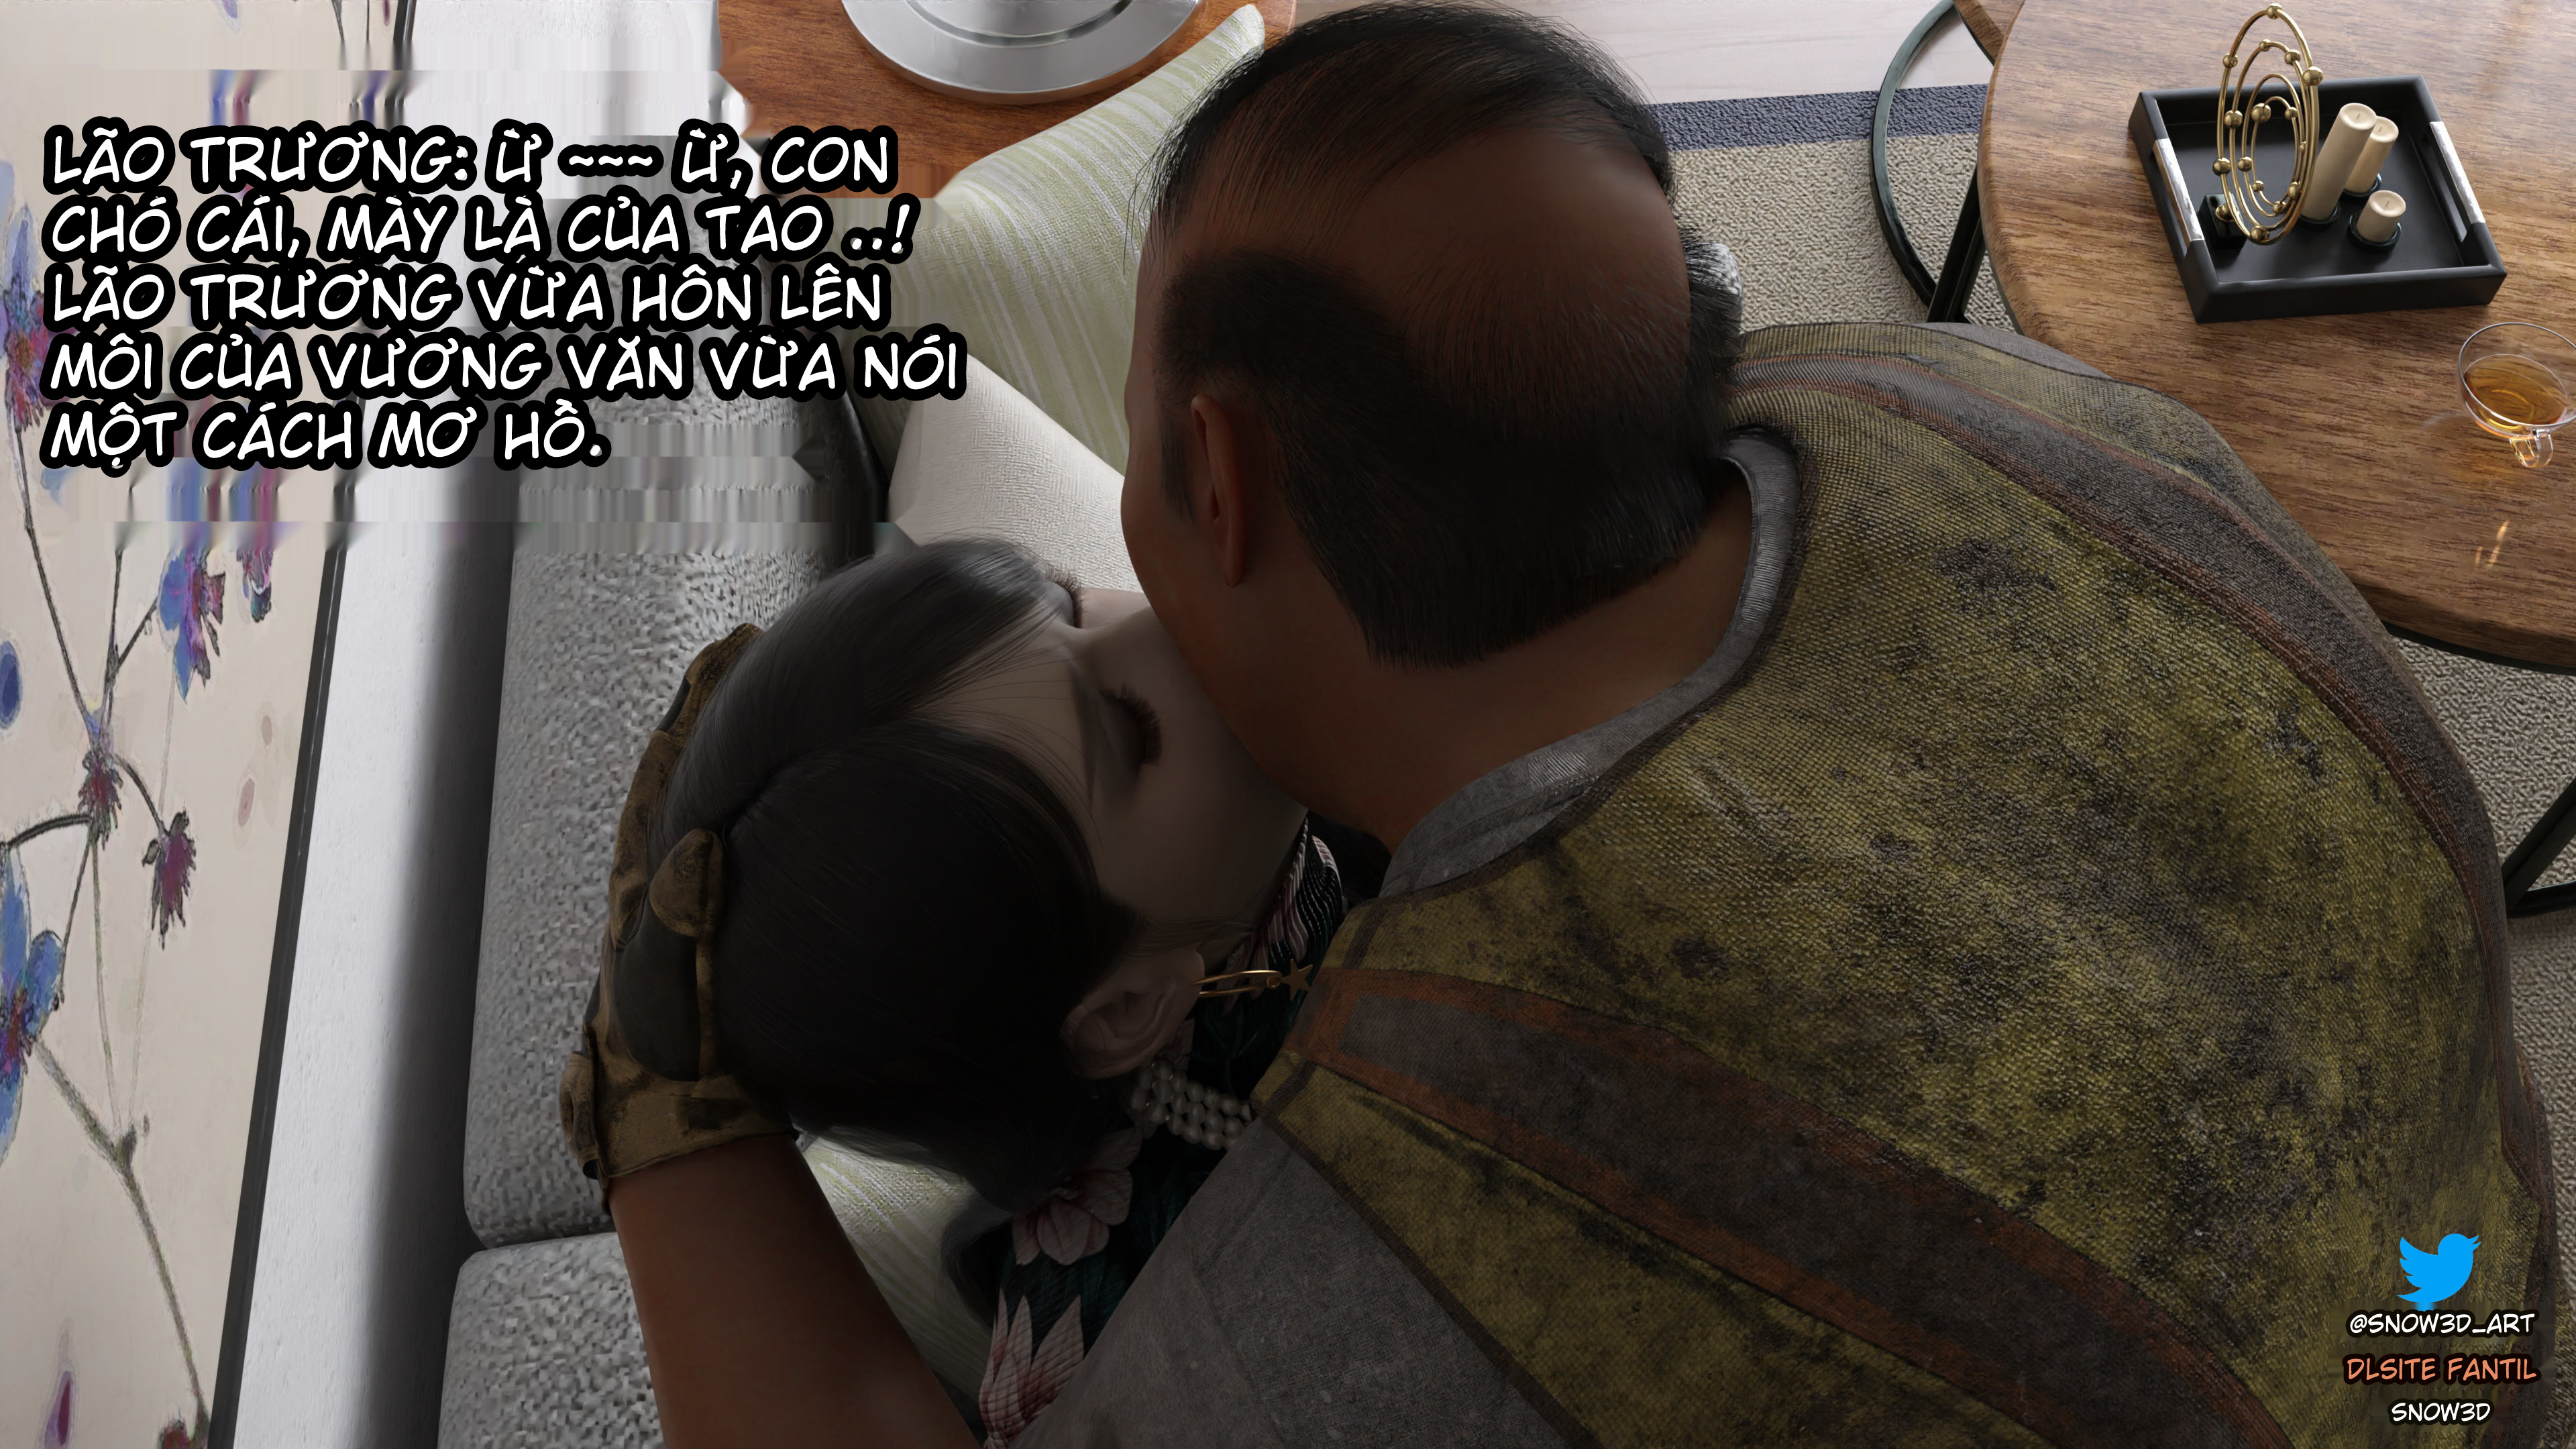 LÃO TRƯƠNG: Ừ ~~~ Ừ, CON
CHÓ CÁI, MÀY LÀ CỦA TAO ..!
LÃO TRƯƠNG VỪA HÔN LÊN
MÔI CỦA VƯƠNG VĂN VỪA NÓI
MỘT CÁCH MƠ HỒ.
@SNOW3D_ART
DLSITE FANTIL
SNOW3D